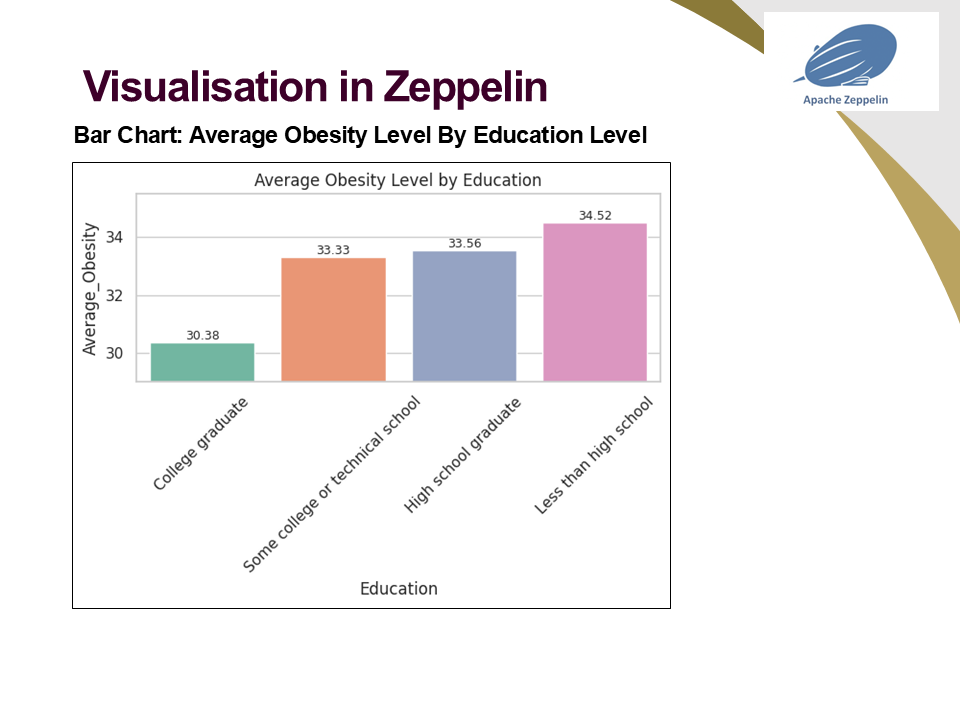 Apache Zeppelin
Visualisation in Zeppelin
Bar Chart: Average Obesity Level By Education Level
Average Obesity Level by Education
Average_Obesity
34
32
30
30.38
33.33
33.56
34.52
College graduate
Some college or technical school
High school graduate
Less than high school
Education